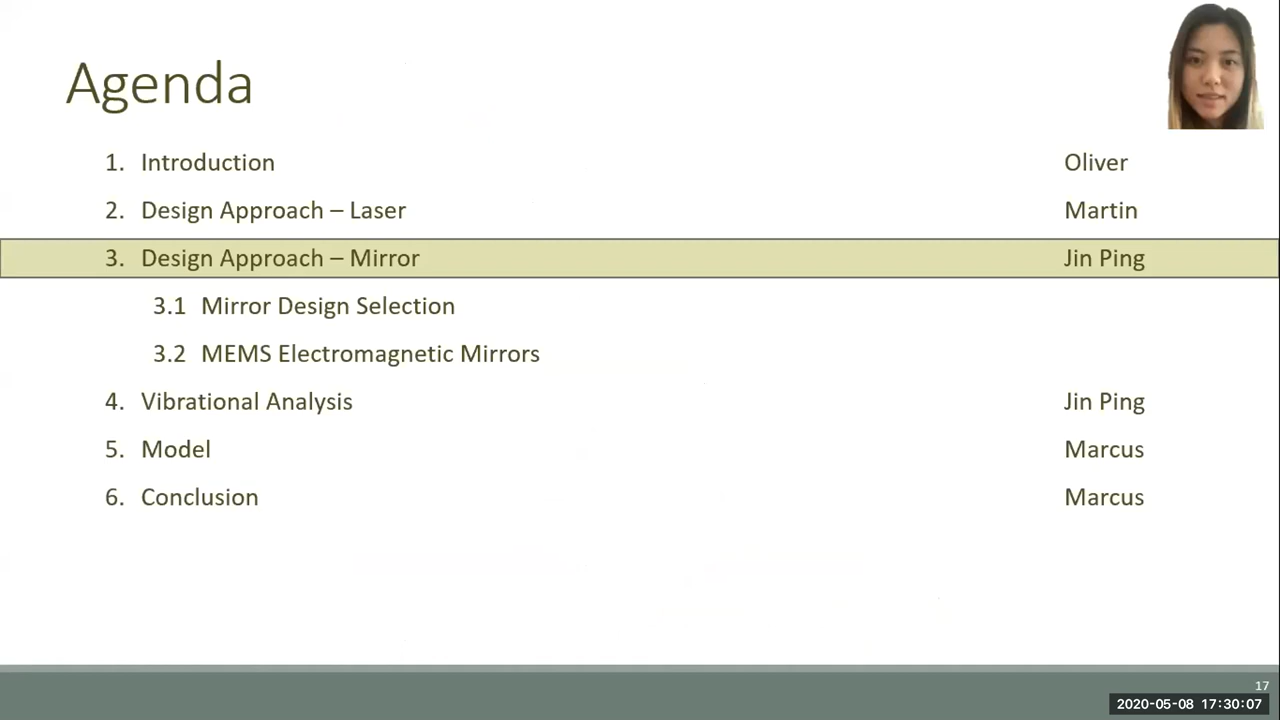 Agenda
1. Introduction Oliver
2. Design Approach – Laser Martin
3. Design Approach – Mirror Jin Ping
3.1 Mirror Design Selection
3.2 MEMS Electromagnetic Mirrors
4. Vibrational Analysis Jin Ping
5. Model Marcus
6. Conclusion Marcus
17
2020-05-08 17:30:07